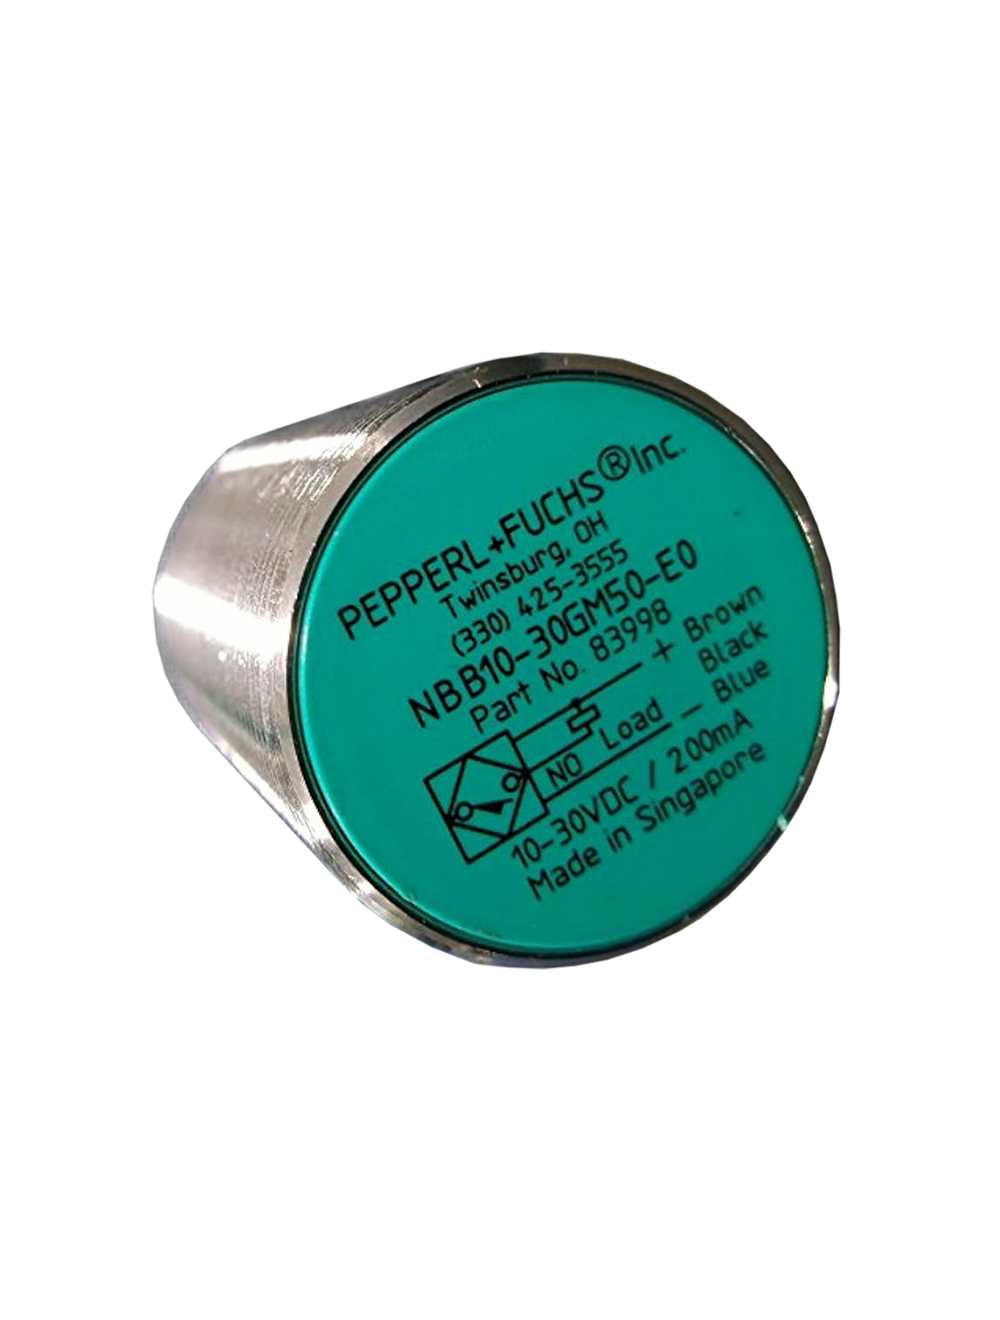 PEPPERL+FUCHS® Inc.
Twinsburg, OH
(330) 425-3555
NBB10-30GM50-E0
Part No. 83998
+ Brown
Black
NO Load
- Blue
10-30VDC / 200mA
Made in Singapore